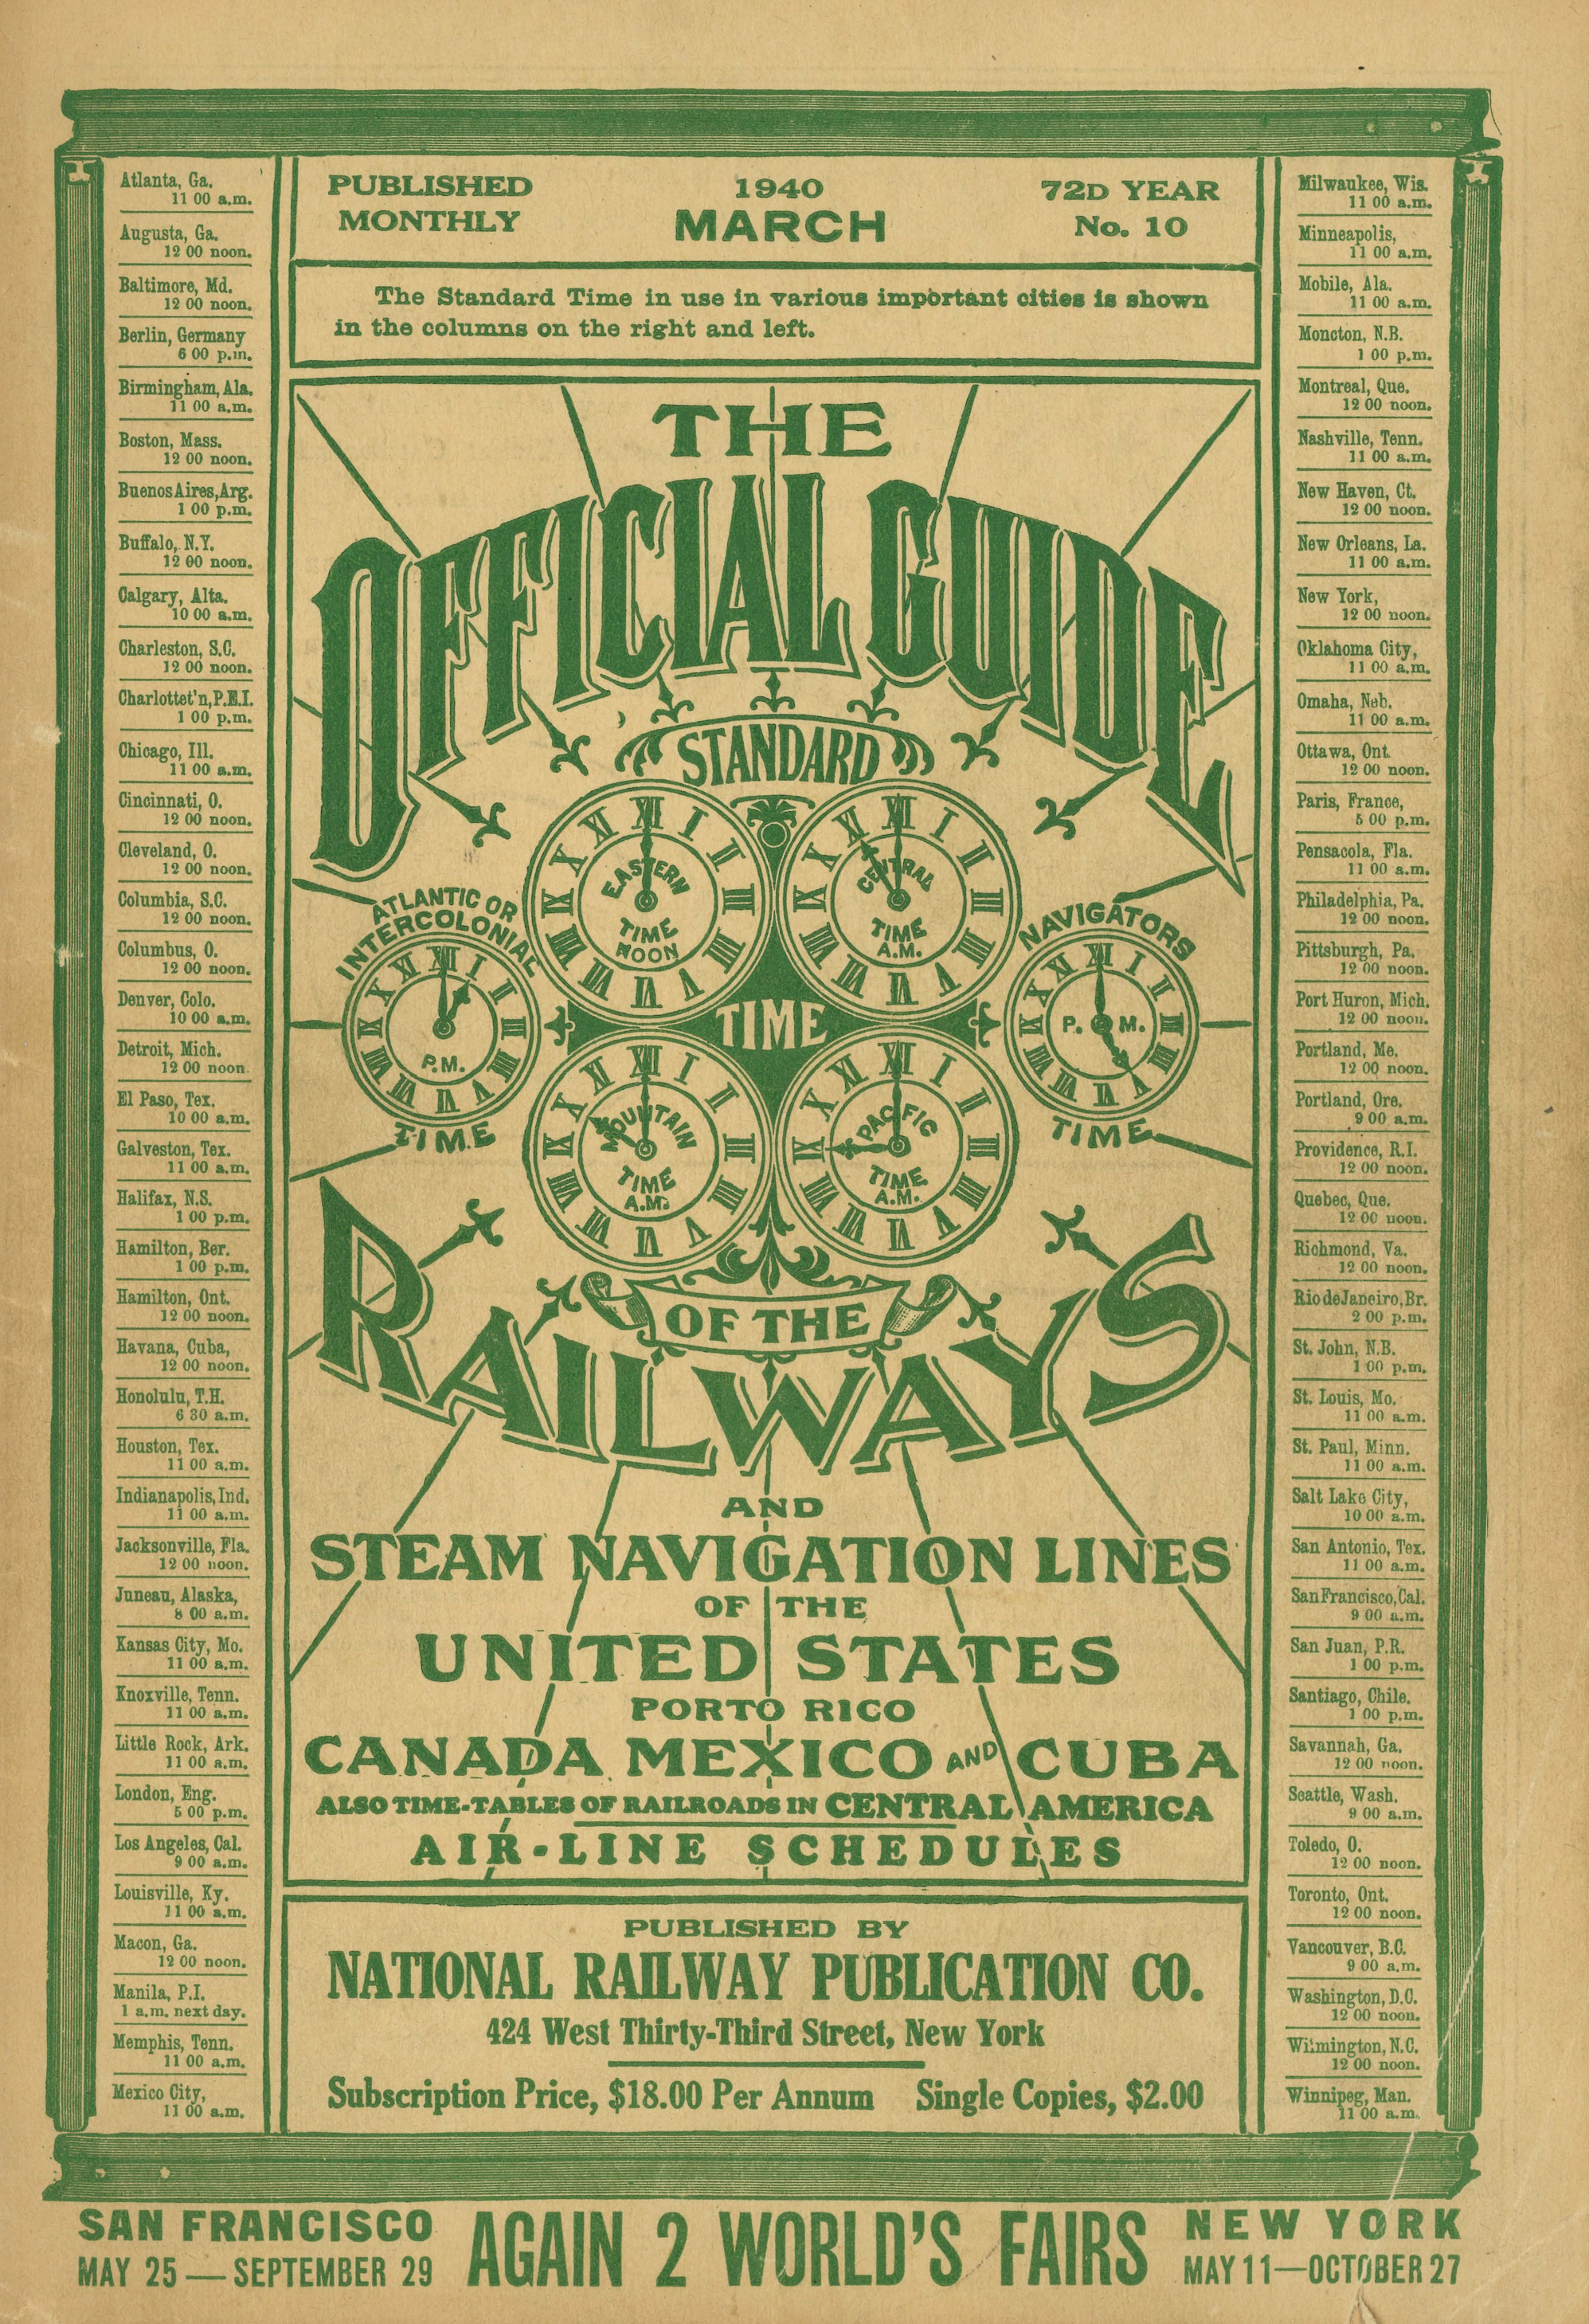 PUBLISHED
MONTHLY
1940
MARCH
72D YEAR
No. 10
The Standard Time in use in various important cities is shown
in the columns on the right and left.
Atlanta, Ga.
11 00 a.m.
Augusta, Ga.
12 00 noon.
Baltimore, Md.
12 00 noon.
Berlin, Germany
6 00 p.m.
Birmingham, Ala.
11 00 a.m.
Boston, Mass.
12 00 noon.
Buenos Aires, Arg.
1 00 p.m.
Buffalo, N.Y.
12 00 noon.
Calgary, Alta.
10 00 a.m.
Charleston, S.C.
12 00 noon.
Charlottet'n, P.E.I.
1 00 p.m.
Chicago, Ill.
11 00 a.m.
Cincinnati, O.
12 00 noon.
Cleveland, O.
12 00 noon.
Columbia, S.C.
12 00 noon.
Columbus, O.
12 00 noon.
Denver, Colo.
10 00 a.m.
Detroit, Mich.
12 00 noon.
El Paso, Tex.
10 00 a.m.
Galveston, Tex.
11 00 a.m.
Halifax, N.S.
1 00 p.m.
Hamilton, Ber.
1 00 p.m.
Hamilton, Ont.
12 00 noon.
Havana, Cuba,
12 00 noon.
Honolulu, T.H.
6 30 a.m.
Houston, Tex.
11 00 a.m.
Indianapolis, Ind.
11 00 a.m.
Jacksonville, Fla.
12 00 noon.
Juneau, Alaska,
8 00 a.m.
Kansas City, Mo.
11 00 a.m.
Knoxville, Tenn.
11 00 a.m.
Little Rock, Ark.
11 00 a.m.
London, Eng.
5 00 p.m.
Los Angeles, Cal.
9 00 a.m.
Louisville, Ky.
11 00 a.m.
Macon, Ga.
12 00 noon.
Manila, P.I.
1 a.m. next day.
Memphis, Tenn.
11 00 a.m.
Mexico City,
11 00 a.m.
THE
OFFICIAL GUIDE
STANDARD
TIME
EASTERN
TIME
NOON
CENTRAL
TIME
A.M.
ATLANTIC OR
INTERCOLONIAL
P.M.
TIME
NAVIGATORS
P. M.
TIME
MOUNTAIN
TIME
A.M.
PACIFIC
TIME
A.M.
OF THE
RAILWAYS
AND
STEAM NAVIGATION LINES
OF THE
UNITED STATES
PORTO RICO
CANADA MEXICO AND CUBA
ALSO TIME-TABLES OF RAILROADS IN CENTRAL AMERICA
AIR-LINE SCHEDULES
PUBLISHED BY
NATIONAL RAILWAY PUBLICATION CO.
424 West Thirty-Third Street, New York
Subscription Price, $18.00 Per Annum Single Copies, $2.00
Milwaukee, Wis.
11 00 a.m.
Minneapolis,
11 00 a.m.
Mobile, Ala.
11 00 a.m.
Moncton, N.B.
1 00 p.m.
Montreal, Que.
12 00 noon.
Nashville, Tenn.
11 00 a.m.
New Haven, Ct.
12 00 noon.
New Orleans, La.
11 00 a.m.
New York,
12 00 noon.
Oklahoma City,
11 00 a.m.
Omaha, Neb.
11 00 a.m.
Ottawa, Ont.
12 00 noon.
Paris, France,
5 00 p.m.
Pensacola, Fla.
11 00 a.m.
Philadelphia, Pa.
12 00 noon.
Pittsburgh, Pa.
12 00 noon.
Port Huron, Mich.
12 00 noon.
Portland, Me.
12 00 noon.
Portland, Ore.
9 00 a.m.
Providence, R.I.
12 00 noon.
Quebec, Que.
12 00 noon.
Richmond, Va.
12 00 noon.
Rio de Janeiro, Br.
2 00 p.m.
St. John, N.B.
1 00 p.m.
St. Louis, Mo.
11 00 a.m.
St. Paul, Minn.
11 00 a.m.
Salt Lake City,
10 00 a.m.
San Antonio, Tex.
11 00 a.m.
San Francisco, Cal.
9 00 a.m.
San Juan, P.R.
1 00 p.m.
Santiago, Chile.
1 00 p.m.
Savannah, Ga.
12 00 noon.
Seattle, Wash.
9 00 a.m.
Toledo, O.
12 00 noon.
Toronto, Ont.
12 00 noon.
Vancouver, B.C.
9 00 a.m.
Washington, D.C.
12 00 noon.
Wilmington, N.C.
12 00 noon.
Winnipeg, Man.
11 00 a.m.
SAN FRANCISCO
MAY 25 — SEPTEMBER 29
AGAIN 2 WORLD'S FAIRS
NEW YORK
MAY 11—OCTOBER 27